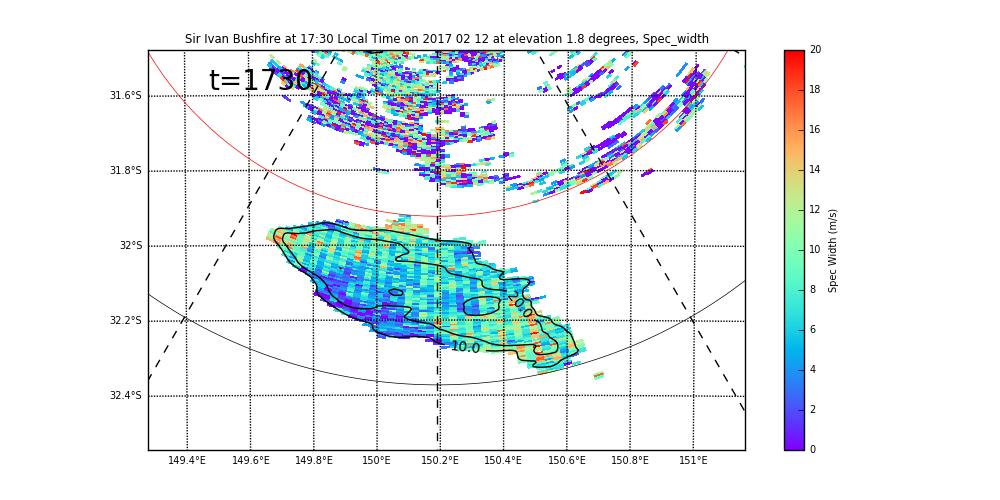 Sir Ivan Bushfire at 17:30 Local Time on 2017 02 12 at elevation 1.8 degrees, Spec_width
t=1730
31.6°S
31.8°S
32°S
32.2°S
32.4°S
10.0
149.4°E 149.6°E 149.8°E 150°E 150.2°E 150.4°E 150.6°E 150.8°E 151°E
20
18
16
14
12
10
8
6
4
2
0
Spec Width (m/s)